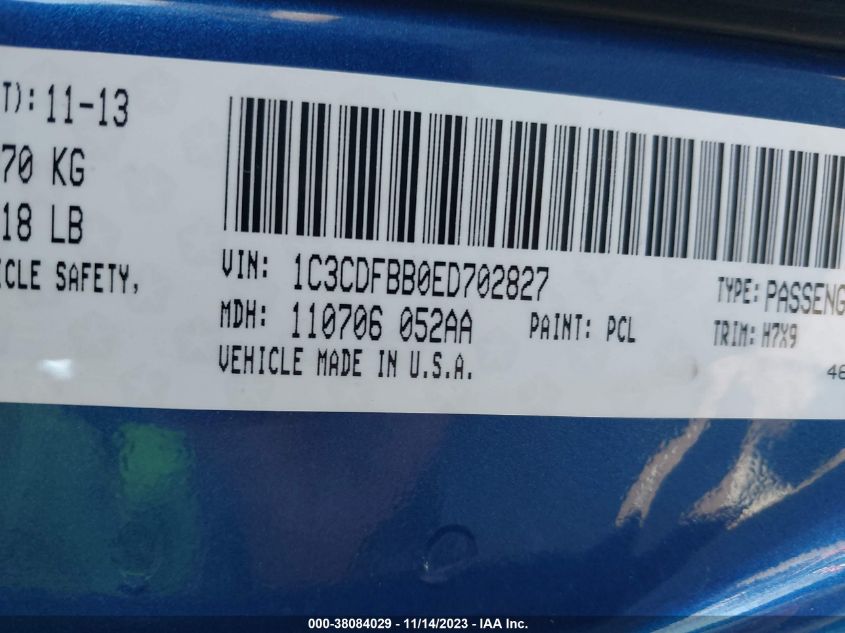 T): 11-13
70 KG
18 LB
ICLE SAFETY,
VIN: 1C3CDFBB0ED702827
TYPE: PASSENG
MDH: 110706 052AA
PAINT: PCL
TRIM: H7X9
VEHICLE MADE IN U.S.A.
46
000-38084029 - 11/14/2023 - IAA Inc.